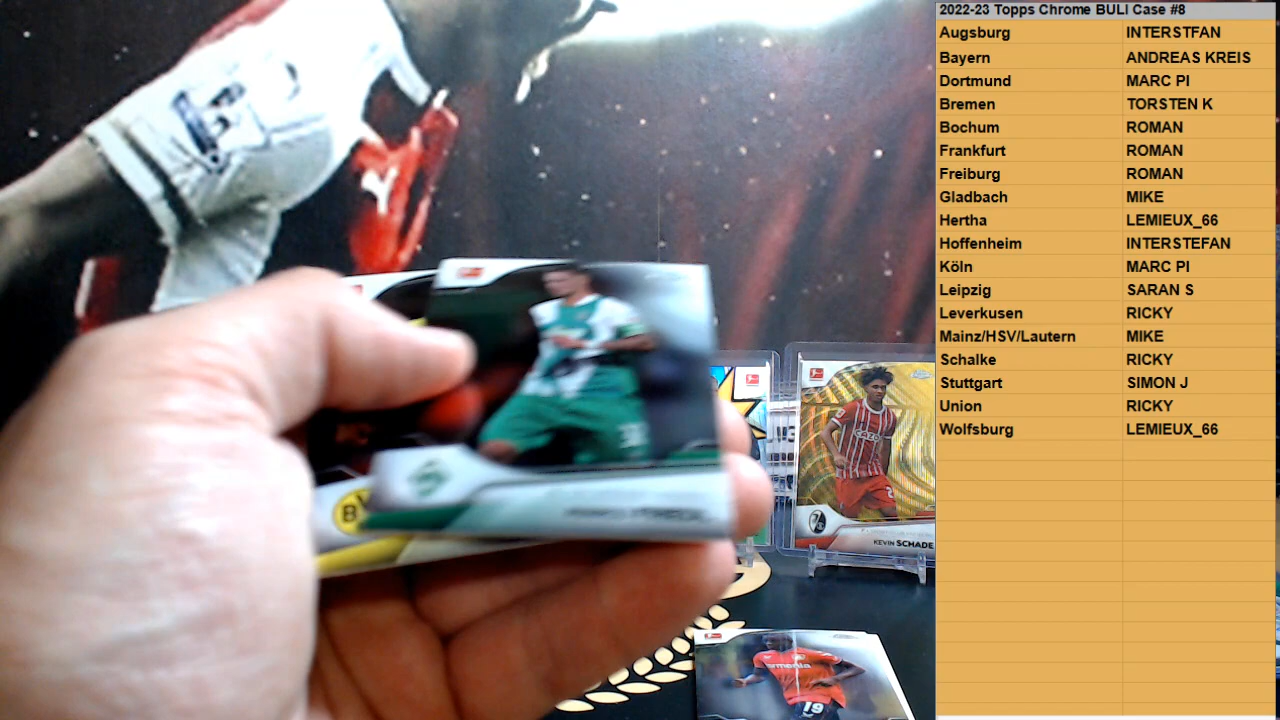 2022-23 Topps Chrome BULI Case #8
Augsburg INTERSTFAN
Bayern ANDREAS KREIS
Dortmund MARC PI
Bremen TORSTEN K
Bochum ROMAN
Frankfurt ROMAN
Freiburg ROMAN
Gladbach MIKE
Hertha LEMIEUX_66
Hoffenheim INTERSTEFAN
Köln MARC PI
Leipzig SARAN S
Leverkusen RICKY
Mainz/HSV/Lautern MIKE
Schalke RICKY
Stuttgart SIMON J
Union RICKY
Wolfsburg LEMIEUX_66
CAZO
KEVIN SCHADE
19